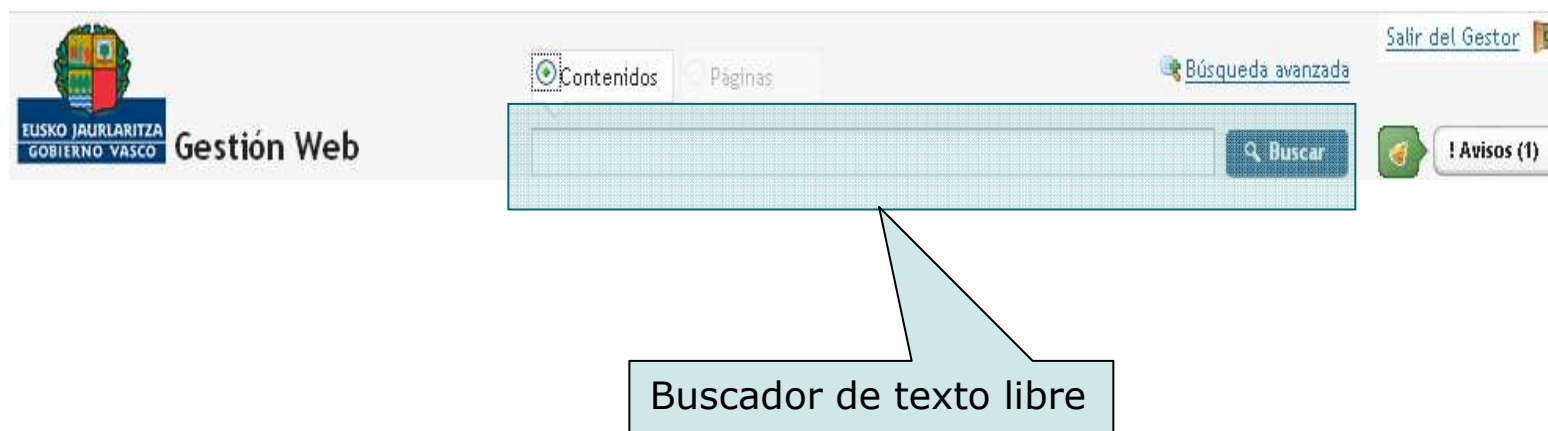 Salir del Gestor
Contenidos
Páginas
Búsqueda avanzada
EUSKO JAURLARITZA
GOBIERNO VASCO
Gestión Web
Buscar
! Avisos (1)
Buscador de texto libre